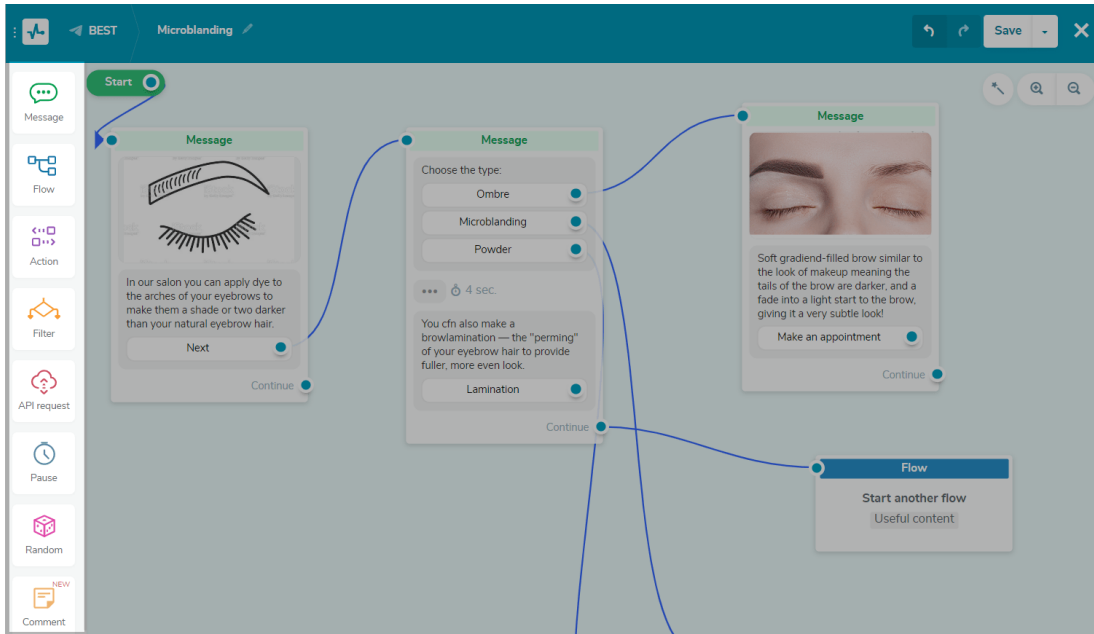 BEST
Microblanding
Save
Start
Message
Flow
Action
Filter
API request
Pause
Random
NEW
Comment
Message
In our salon you can apply dye to
the arches of your eyebrows to
make them a shade or two darker
than your natural eyebrow hair.
Next
Continue
Message
Choose the type:
Ombre
Microblanding
Powder
4 sec.
You cfn also make a
browlamination — the "perming"
of your eyebrow hair to provide
fuller, more even look.
Lamination
Continue
Message
Soft gradiend-filled brow similar to
the look of makeup meaning the
tails of the brow are darker, and a
fade into a light start to the brow,
giving it a very subtle look!
Make an appointment
Continue
Flow
Start another flow
Useful content